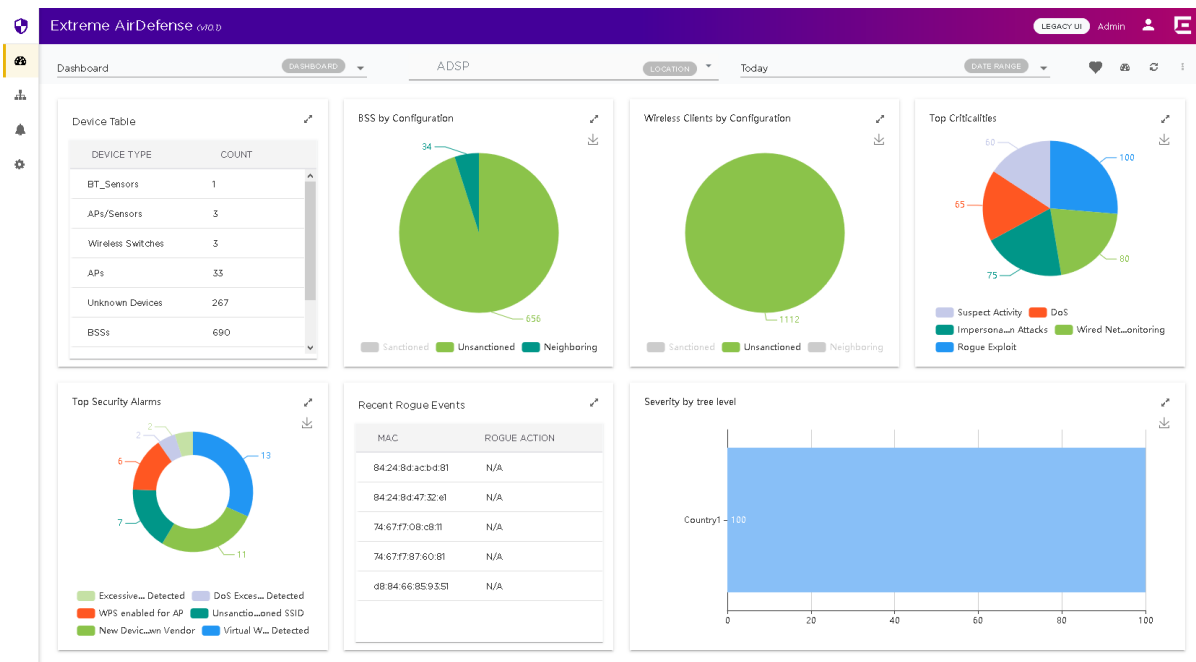 Extreme AirDefense (v10.1)
LEGACY UI Admin
Dashboard DASHBOARD ADSP LOCATION Today DATE RANGE
Device Table
DEVICE TYPE COUNT
BT_Sensors 1
APs/Sensors 3
Wireless Switches 3
APs 33
Unknown Devices 267
BSSs 690
BSS by Configuration
34
656
Sanctioned Unsanctioned Neighboring
Wireless Clients by Configuration
1112
Sanctioned Unsanctioned Neighboring
Top Criticalities
60
100
65
80
75
Suspect Activity DoS
Impersona...n Attacks Wired Net...onitoring
Rogue Exploit
Top Security Alarms
2
2
13
6
7
11
Excessive... Detected DoS Exces... Detected
WPS enabled for AP Unsanctio...oned SSID
New Devic...wn Vendor Virtual W... Detected
Recent Rogue Events
MAC ROGUE ACTION
84:24:8d:ac:bd:81 N/A
84:24:8d:47:32:e1 N/A
74:67:f7:08:c8:11 N/A
74:67:f7:87:60:81 N/A
d8:84:66:85:93:51 N/A
Severity by tree level
Country1 100
0 20 40 60 80 100